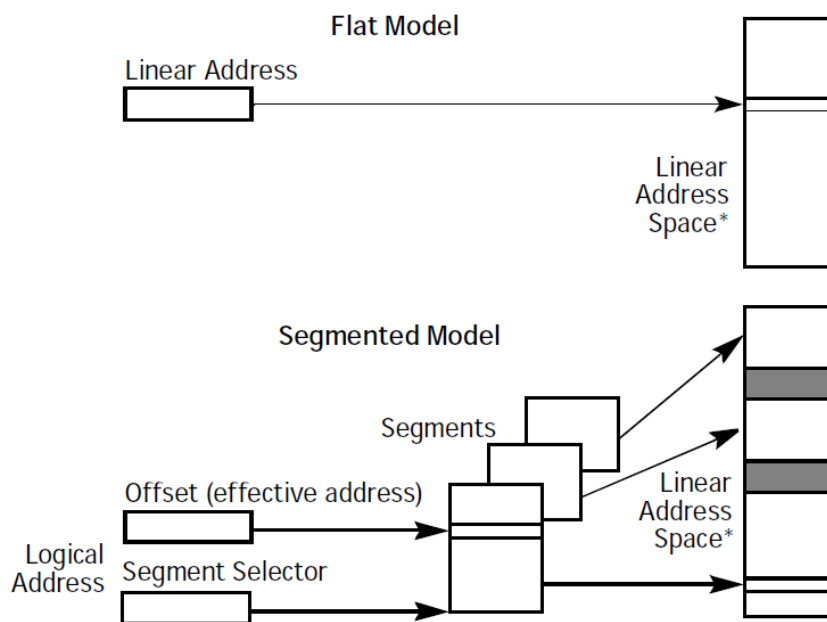 Flat Model
Linear Address
Linear
Address
Space*
Segmented Model
Segments
Offset (effective address)
Logical
Address
Segment Selector
Linear
Address
Space*